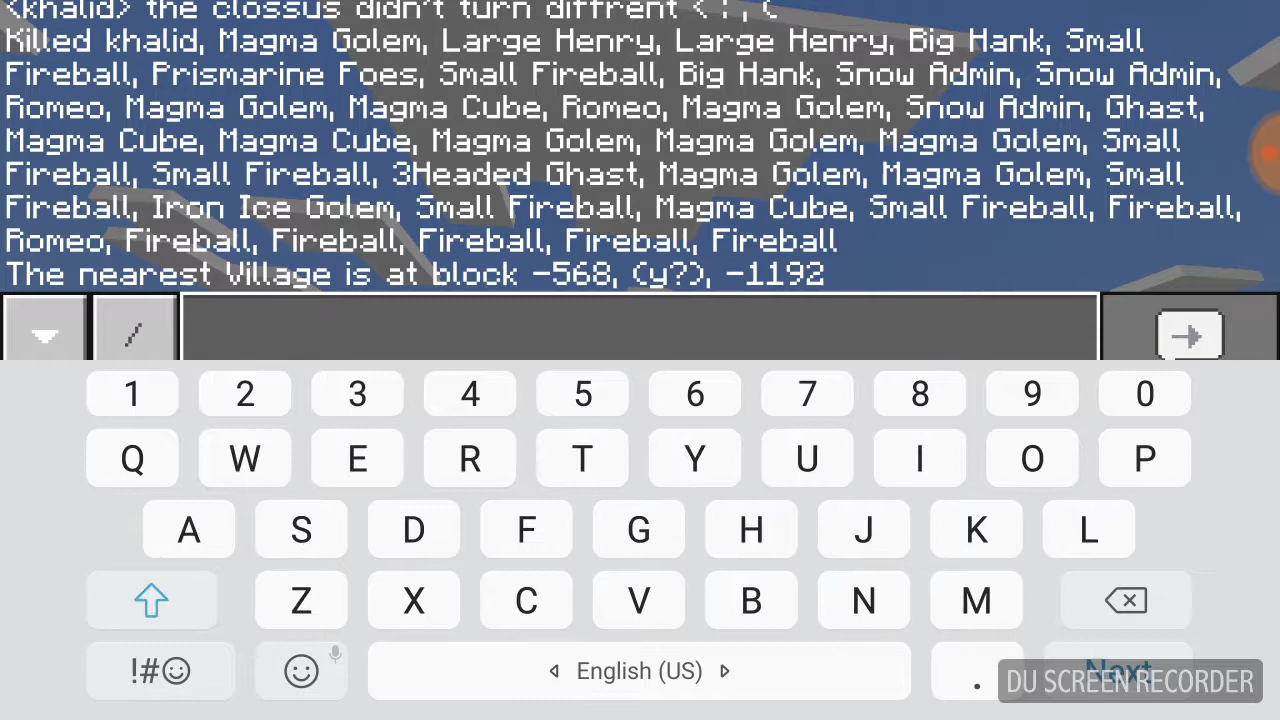 <khalid> the clossus didn't turn diffrent < : , (
Killed khalid, Magma Golem, Large Henry, Large Henry, Big Hank, Small
Fireball, Prismarine Foes, Small Fireball, Big Hank, Snow Admin, Snow Admin,
Romeo, Magma Golem, Magma Cube, Romeo, Magma Golem, Snow Admin, Ghast,
Magma Cube, Magma Cube, Magma Golem, Magma Golem, Magma Golem, Small
Fireball, Small Fireball, 3Headed Ghast, Magma Golem, Magma Golem, Small
Fireball, Iron Ice Golem, Small Fireball, Magma Cube, Small Fireball, Fireball,
Romeo, Fireball, Fireball, Fireball, Fireball, Fireball
The nearest Village is at block -568, (y?), -1192
/
1 2 3 4 5 6 7 8 9 0
Q W E R T Y U I O P
A S D F G H J K L
Z X C V B N M
!#☺ English (US) . Next
DU SCREEN RECORDER